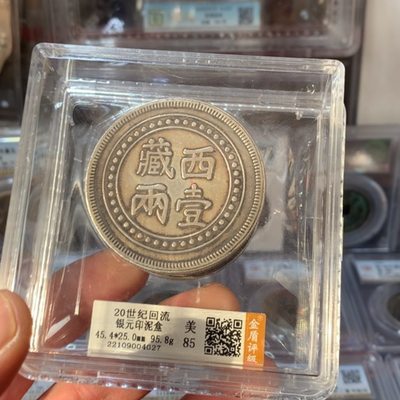 藏西
兩壹
20世纪回流
银元印泥盒
45.4*25.0mm 95.8g
22109004027
美
85
金盾评级